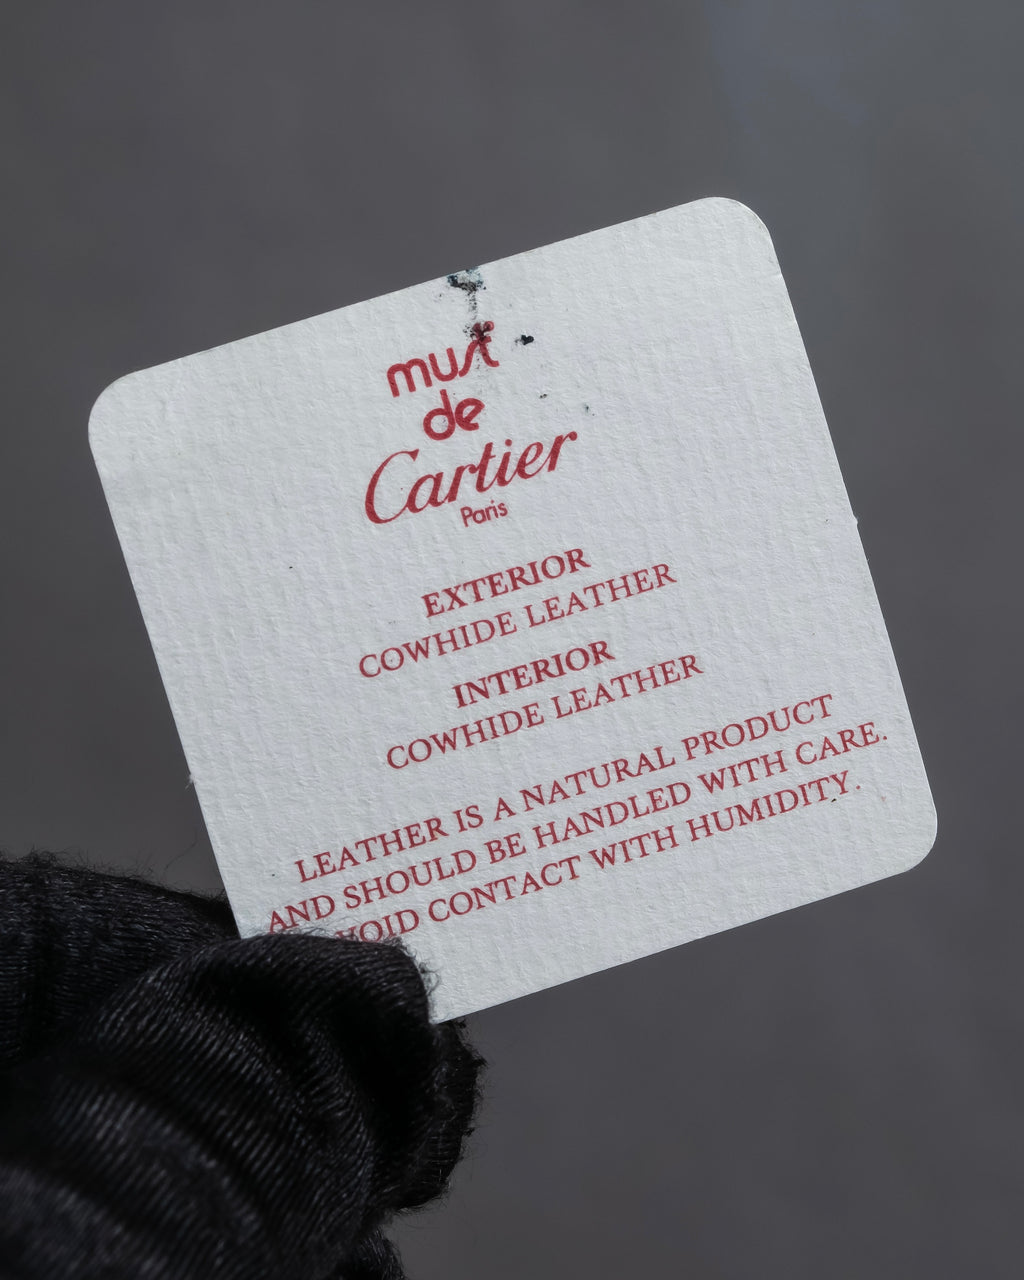 must
de
Cartier
Paris
EXTERIOR
COWHIDE LEATHER
INTERIOR
COWHIDE LEATHER
LEATHER IS A NATURAL PRODUCT
AND SHOULD BE HANDLED WITH CARE.
VOID CONTACT WITH HUMIDITY.